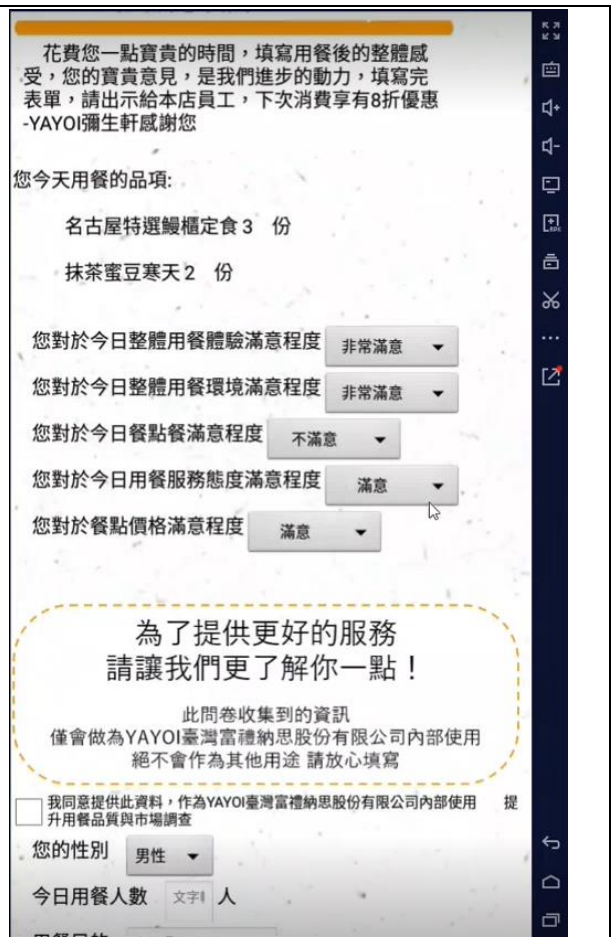 花費您一點寶貴的時間，填寫用餐後的整體感
受，您的寶貴意見，是我們進步的動力，填寫完
表單，請出示給本店員工，下次消費享有8折優惠
-YAYOI彌生軒感謝您
您今天用餐的品項:
名古屋特選鰻櫃定食 3 份
抹茶蜜豆寒天 2 份
您對於今日整體用餐體驗滿意程度 非常滿意
您對於今日整體用餐環境滿意程度 非常滿意
您對於今日餐點餐滿意程度 不滿意
您對於今日用餐服務態度滿意程度 滿意
您對於餐點價格滿意程度 滿意
為了提供更好的服務
請讓我們更了解你一點！
此問卷收集到的資訊
僅會做為YAYOI臺灣富禮納思股份有限公司內部使用
絕不會作為其他用途 請放心填寫
我同意提供此資料，作為YAYOI臺灣富禮納思股份有限公司內部使用 提
升用餐品質與市場調查
您的性別 男性
今日用餐人數 文字 人